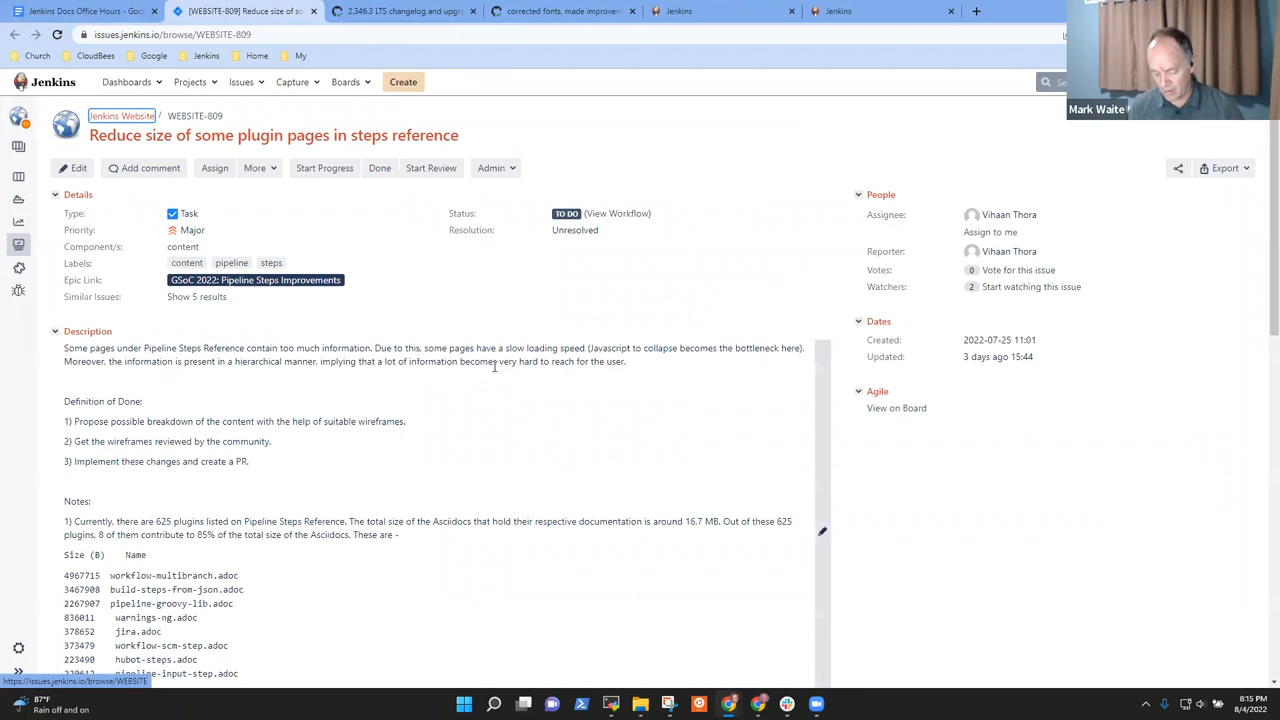 Jenkins Docs Office Hours - Goo
[WEBSITE-809] Reduce size of so
2.346.3 LTS changelog and upgr
corrected fonts, made improvem
Jenkins
Jenkins
issues.jenkins.io/browse/WEBSITE-809
Church
CloudBees
Google
Jenkins
Home
My
Mark Waite
Jenkins
Dashboards
Projects
Issues
Capture
Boards
Create
Se
Jenkins Website / WEBSITE-809
Reduce size of some plugin pages in steps reference
Edit
Add comment
Assign
More
Start Progress
Done
Start Review
Admin
Export
Details
Type: Task
Status: TO DO (View Workflow)
Priority: Major
Resolution: Unresolved
Component/s: content
Labels: content pipeline steps
Epic Link: GSoC 2022: Pipeline Steps Improvements
Similar Issues: Show 5 results
People
Assignee: Vihaan Thora
Assign to me
Reporter: Vihaan Thora
Votes: 0 Vote for this issue
Watchers: 2 Start watching this issue
Dates
Created: 2022-07-25 11:01
Updated: 3 days ago 15:44
Agile
View on Board
Description
Some pages under Pipeline Steps Reference contain too much information. Due to this, some pages have a slow loading speed (Javascript to collapse becomes the bottleneck here).
Moreover, the information is present in a hierarchical manner, implying that a lot of information becomes very hard to reach for the user.
Definition of Done:
1) Propose possible breakdown of the content with the help of suitable wireframes.
2) Get the wireframes reviewed by the community.
3) Implement these changes and create a PR.
Notes:
1) Currently, there are 625 plugins listed on Pipeline Steps Reference. The total size of the Asciidocs that hold their respective documentation is around 16.7 MB. Out of these 625
plugins, 8 of them contribute to 85% of the total size of the Asciidocs. These are -
Size (B) Name
4967715 workflow-multibranch.adoc
3467908 build-steps-from-json.adoc
2267907 pipeline-groovy-lib.adoc
836011 warnings-ng.adoc
378652 jira.adoc
373479 workflow-scm-step.adoc
223490 hubot-steps.adoc
pipeline-input-step.adoc
https://issues.jenkins.io/browse/WEBSITE
87°F
Rain off and on
8:15 PM
8/4/2022